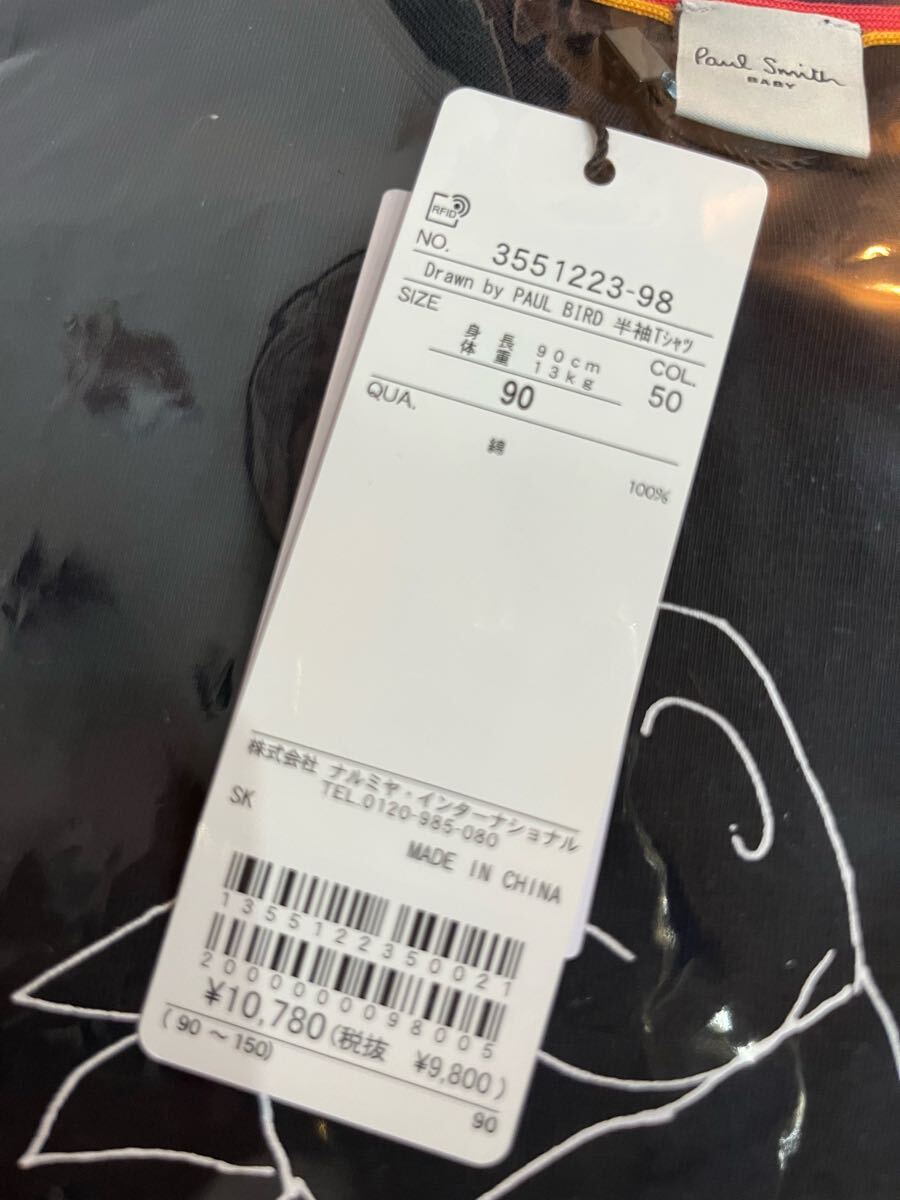 Paul Smith
BABY
RFID
NO. 3551223-98
Drawn by PAUL BIRD 半袖Tシャツ
SIZE COL.
身長 90cm
体重 13kg
90 50
QUA.
綿 100%
株式会社 ナルミヤ・インターナショナル
TEL.0120-985-080
SK
MADE IN CHINA
1355122350021
2000000098005
¥10,780(税抜 ¥9,800)
(90～150)
90